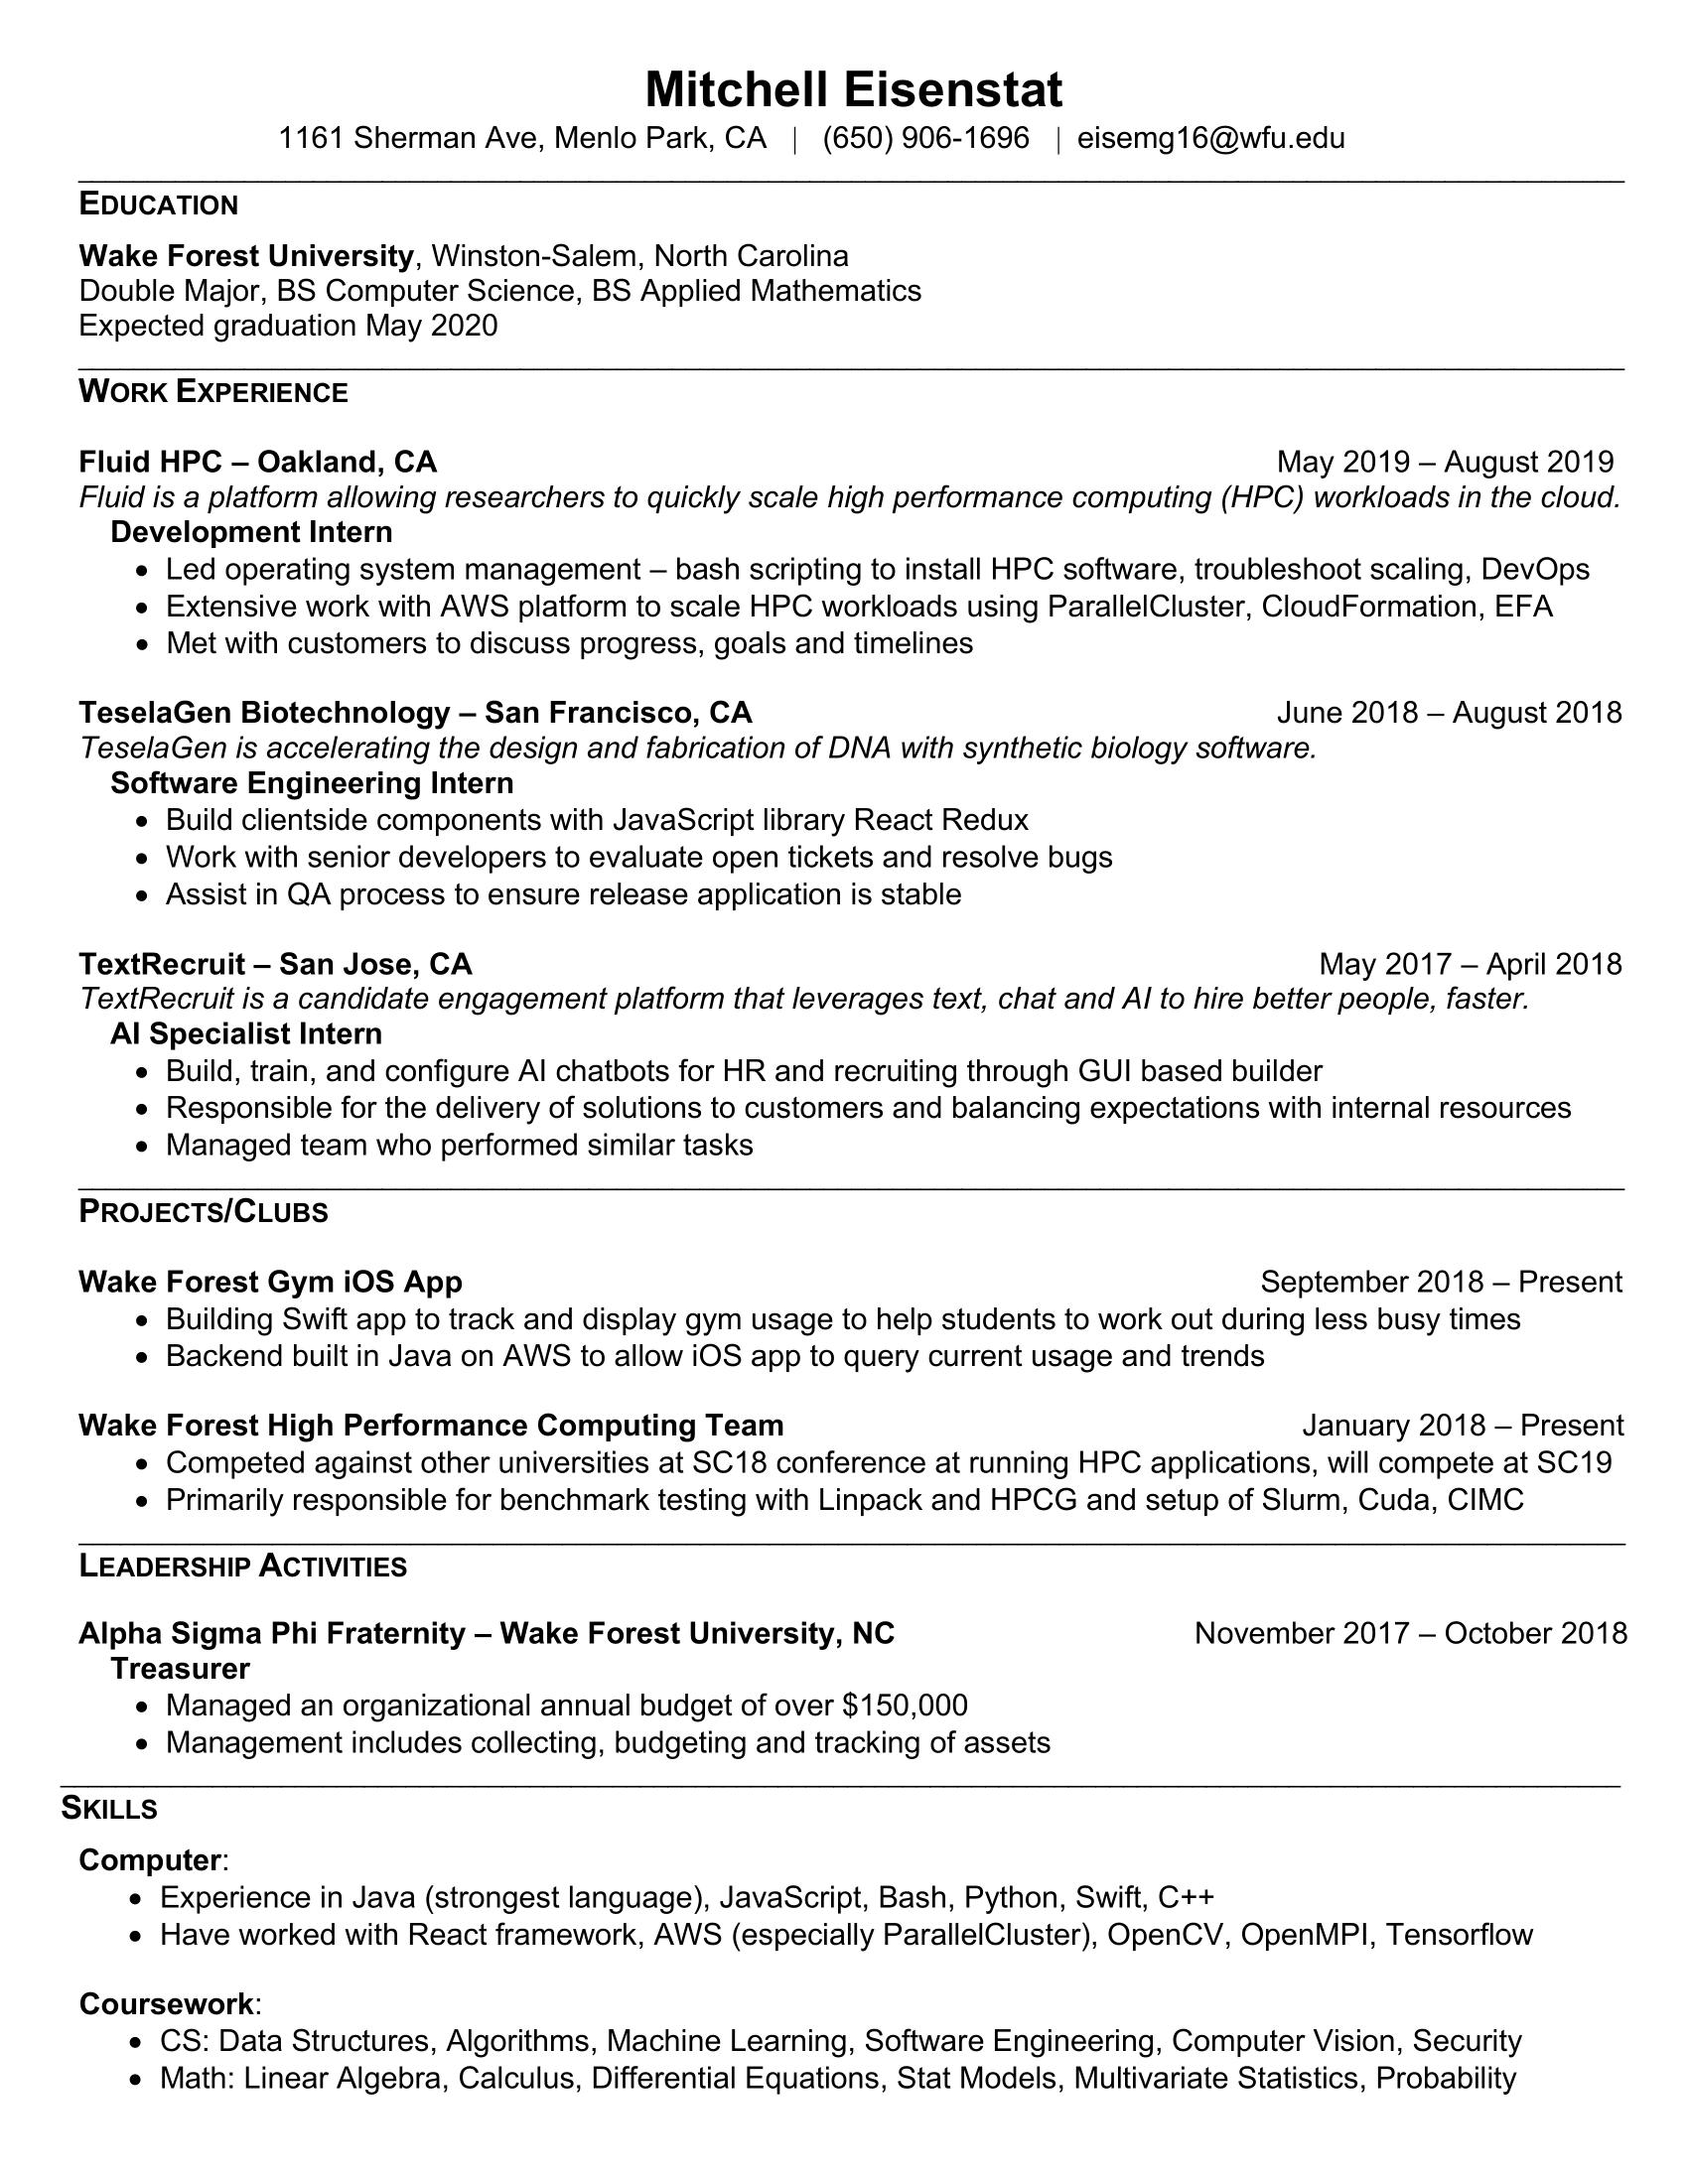 Mitchell Eisenstat
1161 Sherman Ave, Menlo Park, CA | (650) 906-1696 | eisemg16@wfu.edu
EDUCATION
Wake Forest University, Winston-Salem, North Carolina
Double Major, BS Computer Science, BS Applied Mathematics
Expected graduation May 2020
WORK EXPERIENCE
Fluid HPC – Oakland, CA May 2019 – August 2019
Fluid is a platform allowing researchers to quickly scale high performance computing (HPC) workloads in the cloud.
Development Intern
• Led operating system management – bash scripting to install HPC software, troubleshoot scaling, DevOps
• Extensive work with AWS platform to scale HPC workloads using ParallelCluster, CloudFormation, EFA
• Met with customers to discuss progress, goals and timelines
TeselaGen Biotechnology – San Francisco, CA June 2018 – August 2018
TeselaGen is accelerating the design and fabrication of DNA with synthetic biology software.
Software Engineering Intern
• Build clientside components with JavaScript library React Redux
• Work with senior developers to evaluate open tickets and resolve bugs
• Assist in QA process to ensure release application is stable
TextRecruit – San Jose, CA May 2017 – April 2018
TextRecruit is a candidate engagement platform that leverages text, chat and AI to hire better people, faster.
AI Specialist Intern
• Build, train, and configure AI chatbots for HR and recruiting through GUI based builder
• Responsible for the delivery of solutions to customers and balancing expectations with internal resources
• Managed team who performed similar tasks
PROJECTS/CLUBS
Wake Forest Gym iOS App September 2018 – Present
• Building Swift app to track and display gym usage to help students to work out during less busy times
• Backend built in Java on AWS to allow iOS app to query current usage and trends
Wake Forest High Performance Computing Team January 2018 – Present
• Competed against other universities at SC18 conference at running HPC applications, will compete at SC19
• Primarily responsible for benchmark testing with Linpack and HPCG and setup of Slurm, Cuda, CIMC
LEADERSHIP ACTIVITIES
Alpha Sigma Phi Fraternity – Wake Forest University, NC November 2017 – October 2018
Treasurer
• Managed an organizational annual budget of over $150,000
• Management includes collecting, budgeting and tracking of assets
SKILLS
Computer:
• Experience in Java (strongest language), JavaScript, Bash, Python, Swift, C++
• Have worked with React framework, AWS (especially ParallelCluster), OpenCV, OpenMPI, Tensorflow
Coursework:
• CS: Data Structures, Algorithms, Machine Learning, Software Engineering, Computer Vision, Security
• Math: Linear Algebra, Calculus, Differential Equations, Stat Models, Multivariate Statistics, Probability